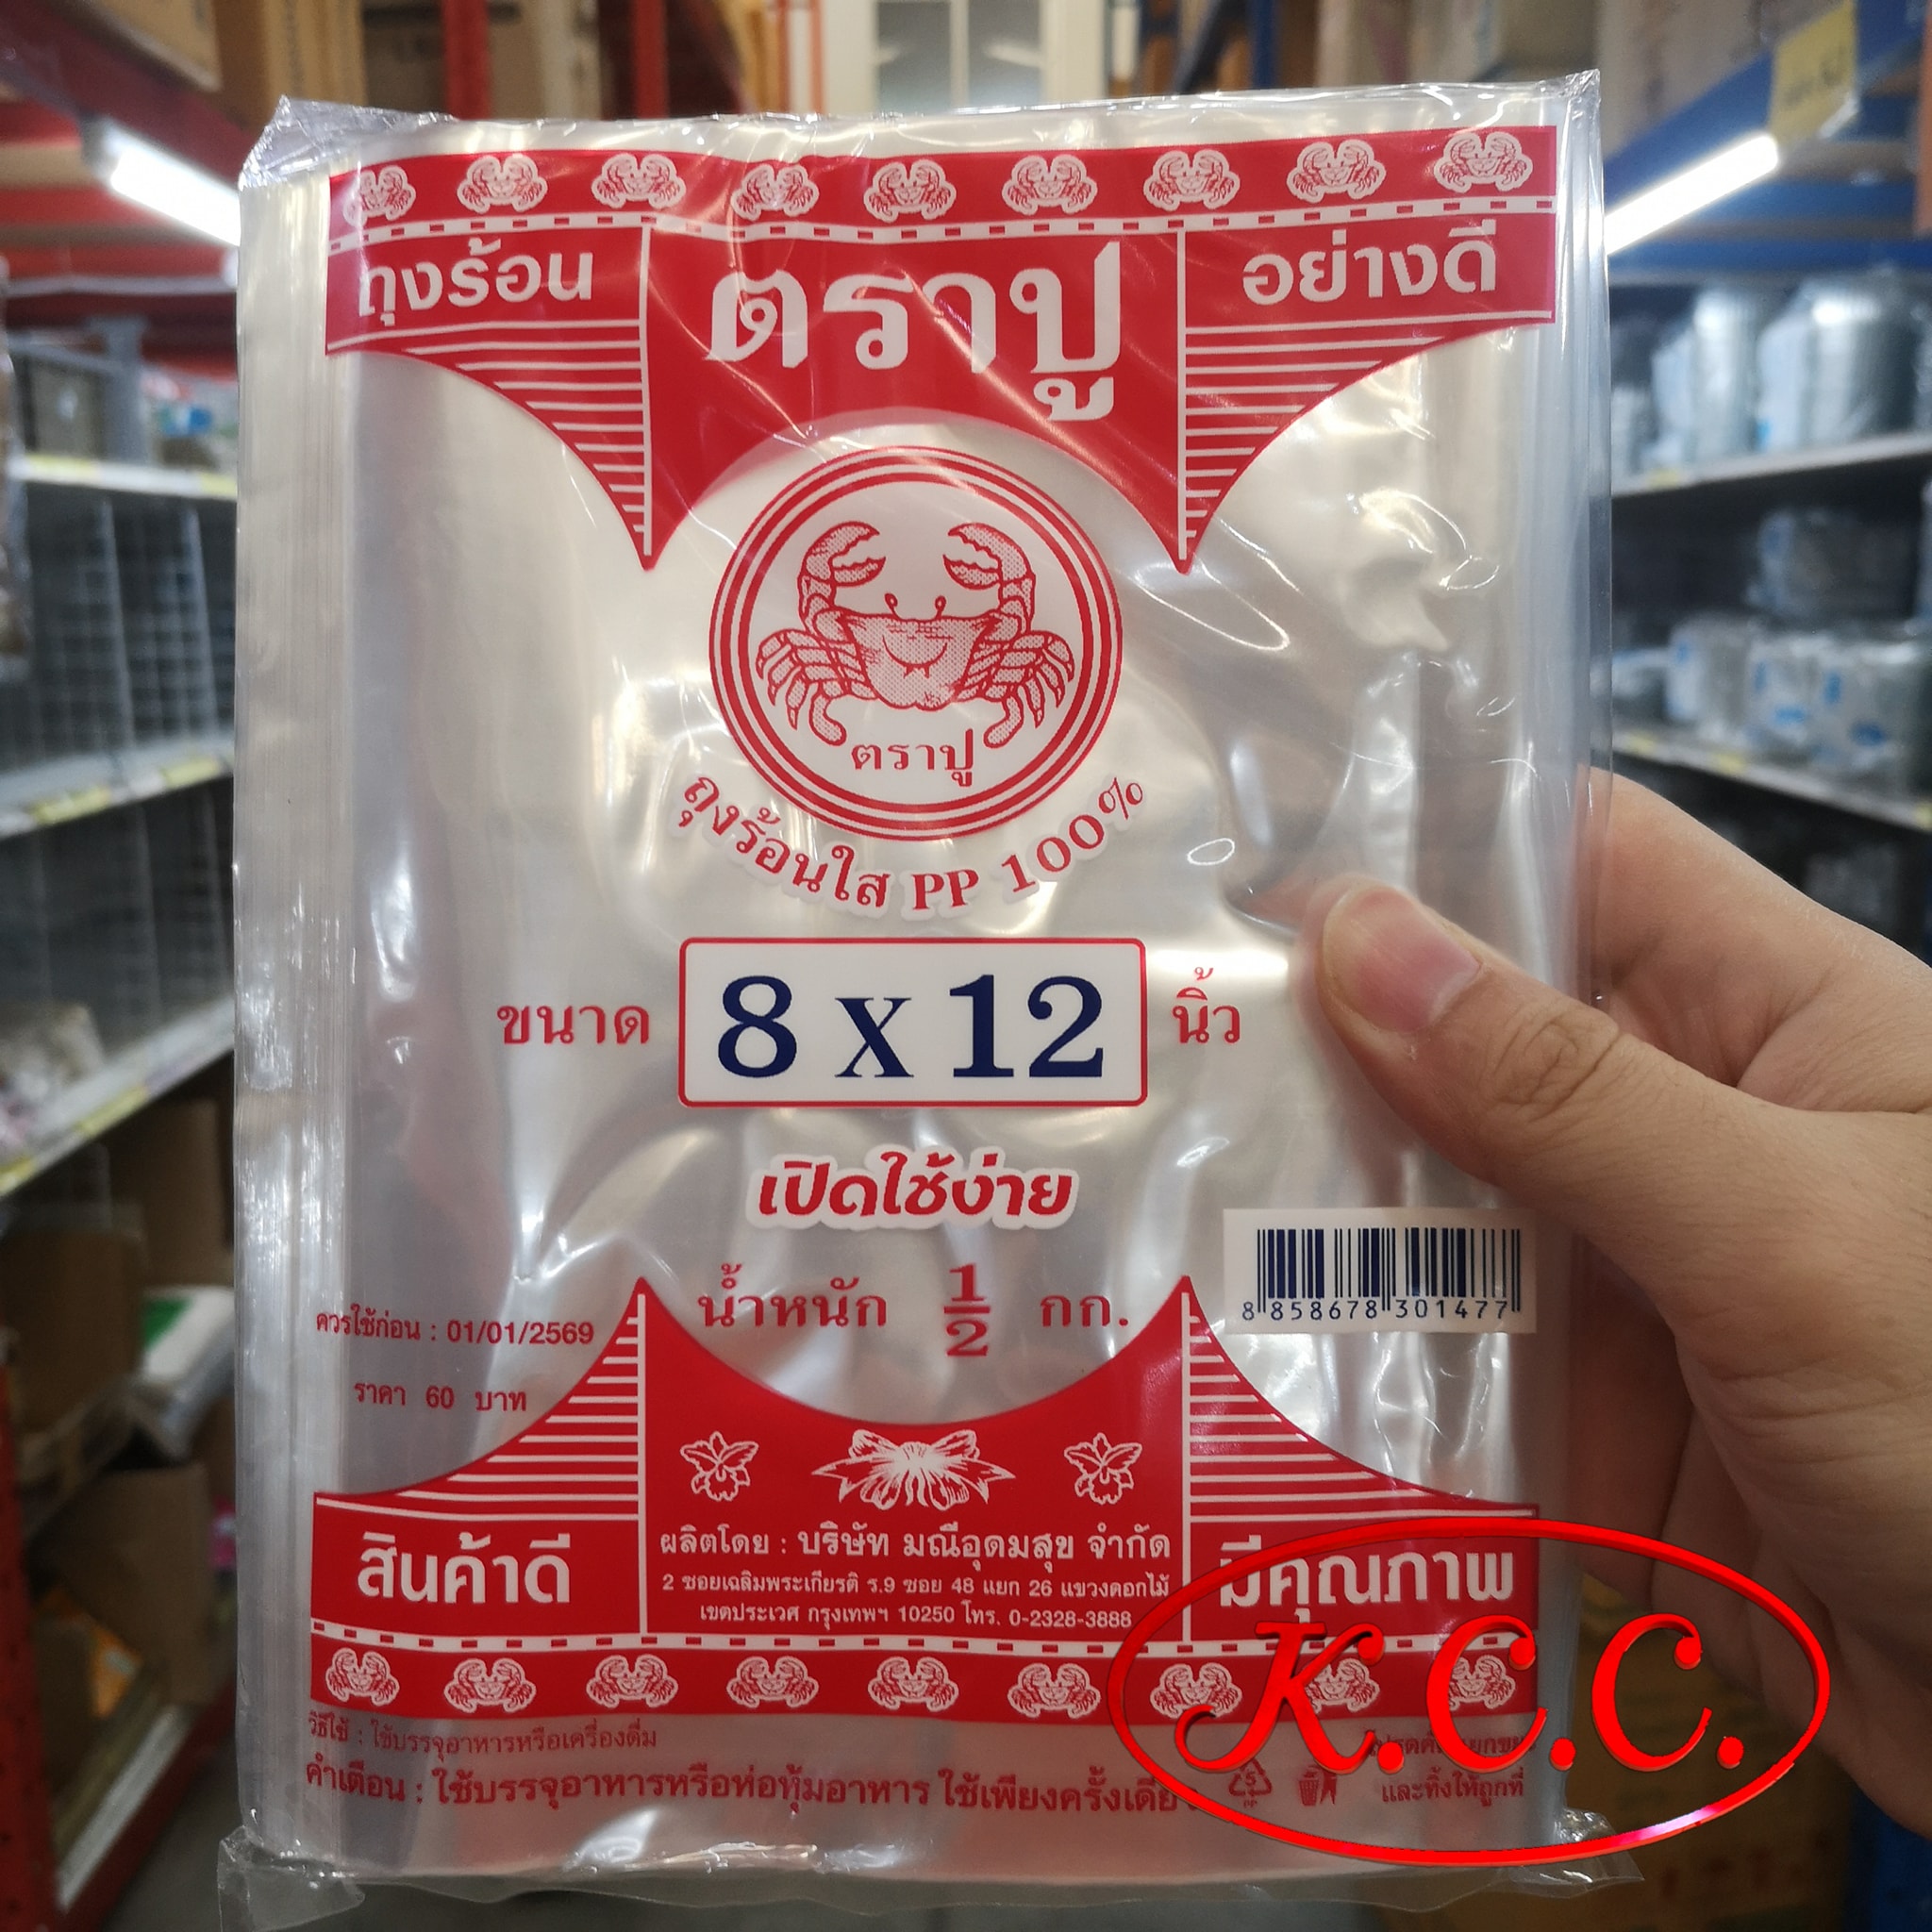 ถุงร้อน
ตราปู
อย่างดี
ตราปู
ถุงร้อนใส PP 100%
ขนาด 8 x 12 นิ้ว
เปิดใช้ง่าย
น้ำหนัก 1/2 กก.
8 858678 301477
ควรใช้ก่อน : 01/01/2569
ราคา 60 บาท
สินค้าดี
ผลิตโดย : บริษัท มณีอุดมสุข จำกัด
2 ซอยเฉลิมพระเกียรติ ร.9 ซอย 48 แยก 26 แขวงดอกไม้
เขตประเวศ กรุงเทพฯ 10250 โทร. 0-2328-3888
มีคุณภาพ
K.C.C.
วิธีใช้ : ใช้บรรจุอาหารหรือเครื่องดื่ม
คำเตือน : ใช้บรรจุอาหารหรือห่อหุ้มอาหาร ใช้เพียงครั้งเดียว
5
PP
และทิ้งให้ถูกที่